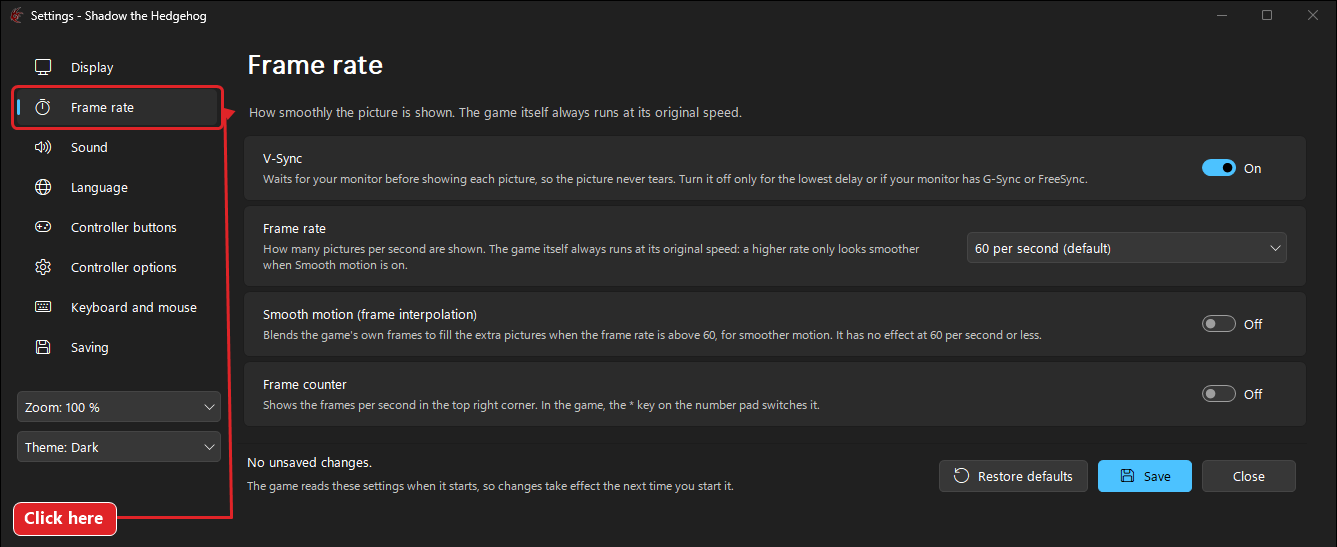 Settings - Shadow the Hedgehog
Display
Frame rate
Sound
Language
Controller buttons
Controller options
Keyboard and mouse
Saving
Zoom: 100 %
Theme: Dark
Click here
Frame rate
How smoothly the picture is shown. The game itself always runs at its original speed.
V-Sync
Waits for your monitor before showing each picture, so the picture never tears. Turn it off only for the lowest delay or if your monitor has G-Sync or FreeSync.
On
Frame rate
How many pictures per second are shown. The game itself always runs at its original speed: a higher rate only looks smoother
when Smooth motion is on.
60 per second (default)
Smooth motion (frame interpolation)
Blends the game's own frames to fill the extra pictures when the frame rate is above 60, for smoother motion. It has no effect at 60 per second or less.
Off
Frame counter
Shows the frames per second in the top right corner. In the game, the * key on the number pad switches it.
Off
No unsaved changes.
The game reads these settings when it starts, so changes take effect the next time you start it.
Restore defaults
Save
Close